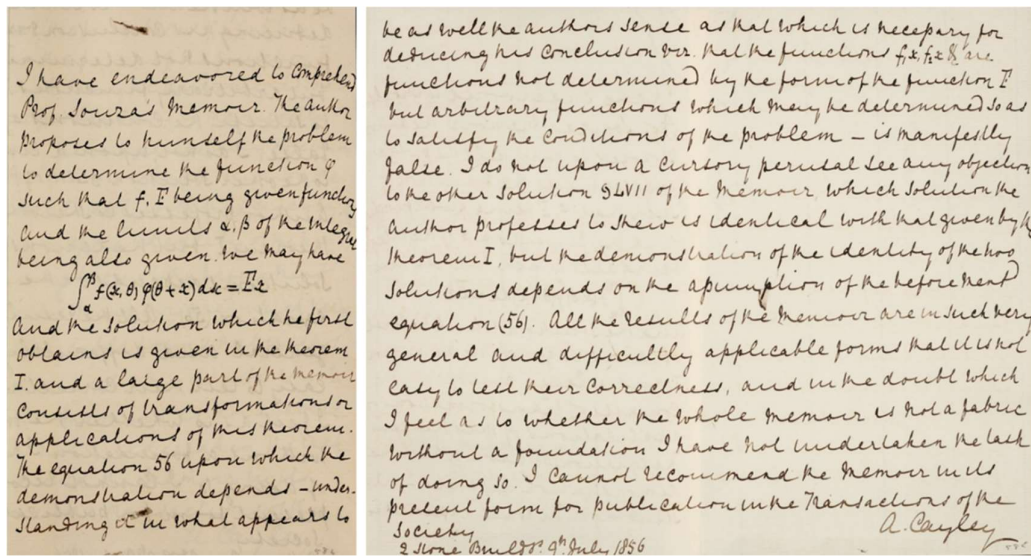 I have endeavored to comprehend
Prof. Souza's Memoir. The author
proposes to himself the problem
to determine the function φ
such that f, F being given functions
and the limits α, β of the integral
being also given. We may have
∫_α^β f(x, θ) φ(θ+x) dx = Fx
And the solution which he first
obtains is given in the theorem
I. and a large part of the memoir
consists of transformations or
applications of this theorem.
The equation 56 upon which the
demonstration depends – under-
standing it in what appears to
be as well the authors sense as that which is necessary for
deducing his conclusion viz. that the functions f₁x, f₂x &c are
functions not determined by the form of the function F
but arbitrary functions which may be determined so as
to satisfy the conditions of the problem – is manifestly
false. I do not upon a cursory perusal see any objection
to the other solution § LVII of the Memoir, which solution the
author professes to shew is identical with that given by the
theorem I, but the demonstration of the identity of the two
solutions depends on the assumption of the before ment
equation (56). All the results of the Memoir are in such very
general and difficultly applicable forms that it is not
easy to test their correctness, and in the doubt which
I feel as to whether the whole memoir is not a fabric
without a foundation I have not undertaken the task
of doing so. I cannot recommend the memoir in its
present form for publication in the Transactions of the
Society
A. Cayley
2 Stone Buildgs. 9th. July 1856